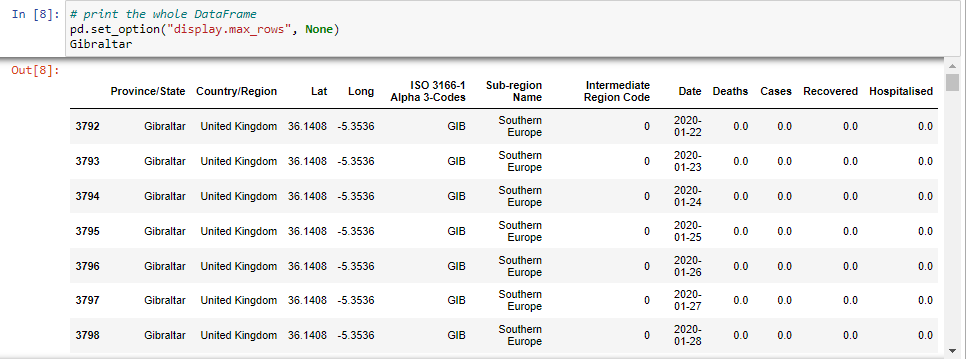 In [8]: # print the whole DataFrame
pd.set_option("display.max_rows", None)
Gibraltar
Out[8]:
Province/State Country/Region Lat Long ISO 3166-1 Alpha 3-Codes Sub-region Name Intermediate Region Code Date Deaths Cases Recovered Hospitalised
3792 Gibraltar United Kingdom 36.1408 -5.3536 GIB Southern Europe 0 2020-01-22 0.0 0.0 0.0 0.0
3793 Gibraltar United Kingdom 36.1408 -5.3536 GIB Southern Europe 0 2020-01-23 0.0 0.0 0.0 0.0
3794 Gibraltar United Kingdom 36.1408 -5.3536 GIB Southern Europe 0 2020-01-24 0.0 0.0 0.0 0.0
3795 Gibraltar United Kingdom 36.1408 -5.3536 GIB Southern Europe 0 2020-01-25 0.0 0.0 0.0 0.0
3796 Gibraltar United Kingdom 36.1408 -5.3536 GIB Southern Europe 0 2020-01-26 0.0 0.0 0.0 0.0
3797 Gibraltar United Kingdom 36.1408 -5.3536 GIB Southern Europe 0 2020-01-27 0.0 0.0 0.0 0.0
3798 Gibraltar United Kingdom 36.1408 -5.3536 GIB Southern Europe 0 2020-01-28 0.0 0.0 0.0 0.0